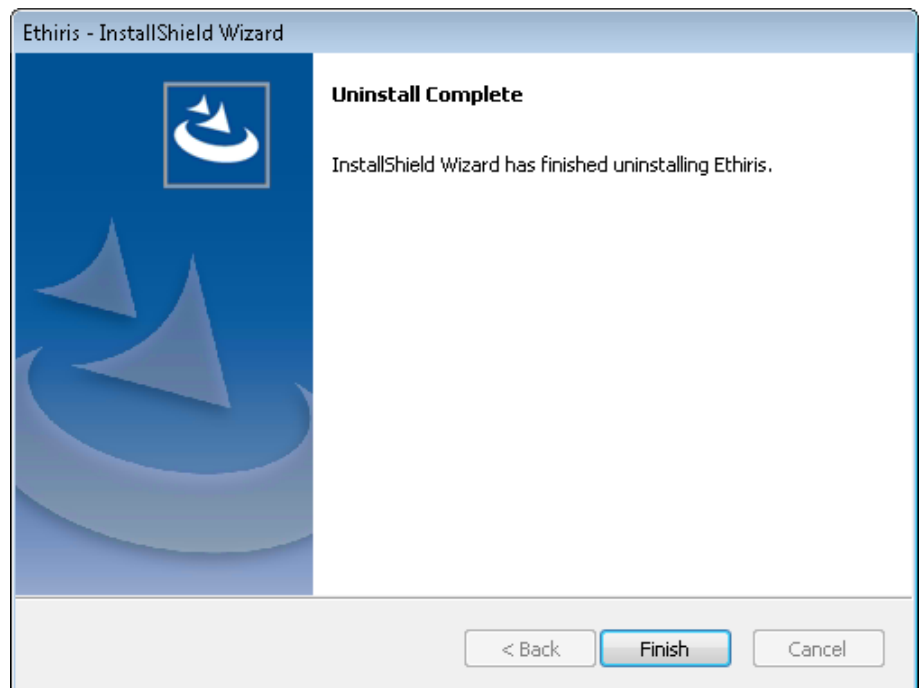 Ethiris - InstallShield Wizard
Uninstall Complete
InstallShield Wizard has finished uninstalling Ethiris.
< Back
Finish
Cancel